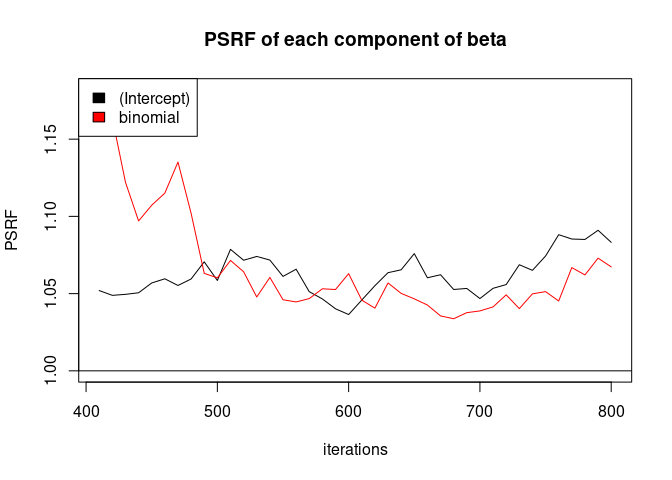 PSRF of each component of beta
(Intercept)
binomial
PSRF
1.15
1.10
1.05
1.00
400 500 600 700 800
iterations